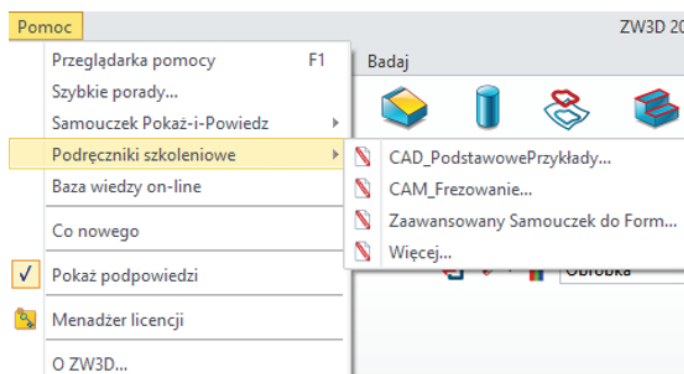 Pomoc
ZW3D 20
Przeglądarka pomocy F1
Badaj
Szybkie porady...
Samouczek Pokaż-i-Powiedz
Podręczniki szkoleniowe
Baza wiedzy on-line
Co nowego
Pokaż podpowiedzi
Menadżer licencji
O ZW3D...
CAD_PodstawowePrzykłady...
CAM_Frezowanie...
Zaawansowany Samouczek do Form...
Więcej...
Obróbka